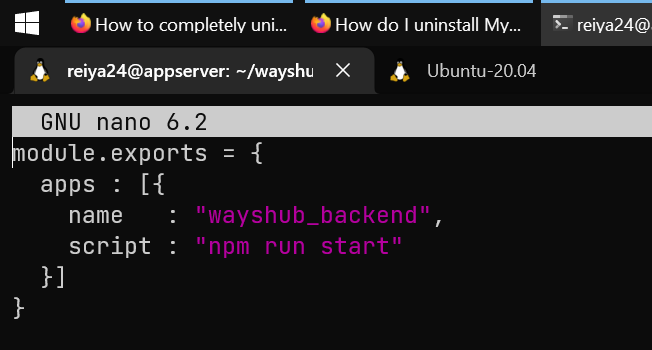 How to completely uni...
How do I uninstall My...
reiya24@a
reiya24@appserver: ~/wayshu
Ubuntu-20.04
GNU nano 6.2
module.exports = {
  apps : [{
    name   : "wayshub_backend",
    script : "npm run start"
  }]
}